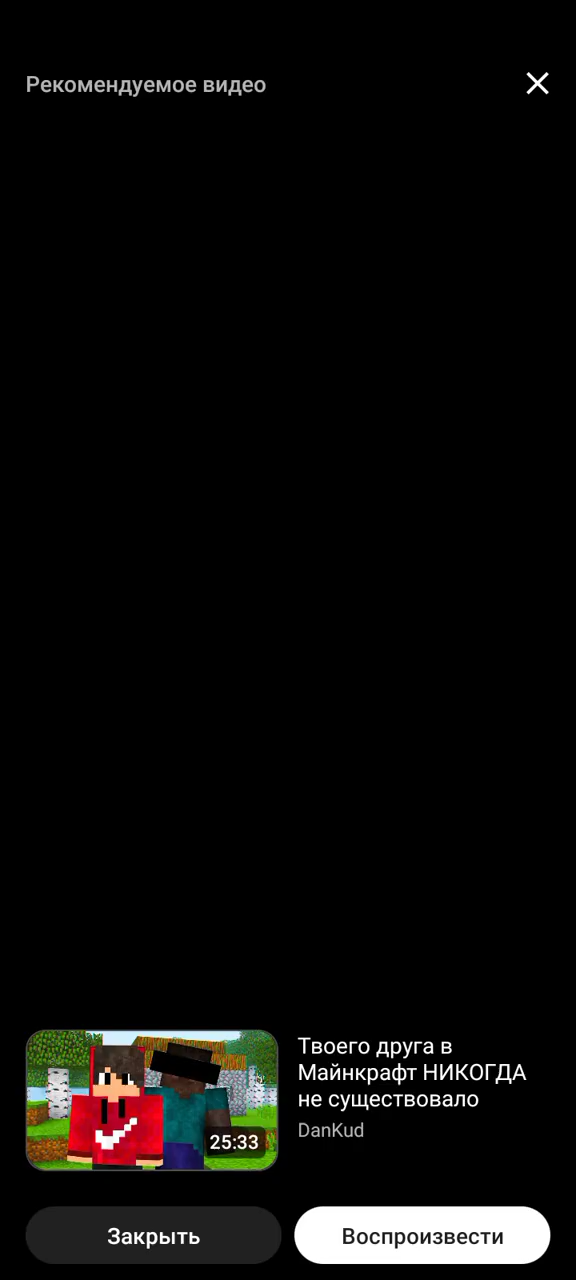 Рекомендуемое видео
Твоего друга в
Майнкрафт НИКОГДА
не существовало
DanKud
25:33
Закрыть
Воспроизвести